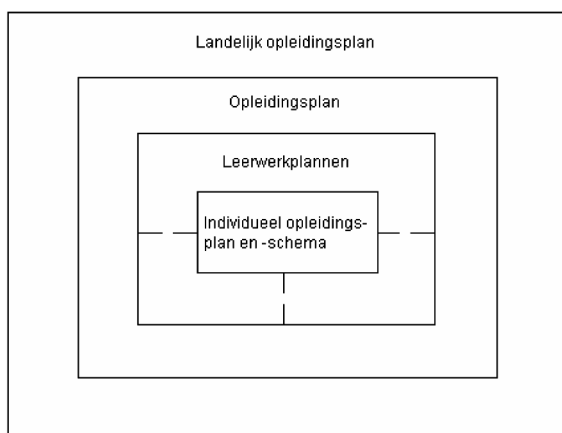 Landelijk opleidingsplan
Opleidingsplan
Leerwerkplannen
Individueel opleidings-
plan en -schema